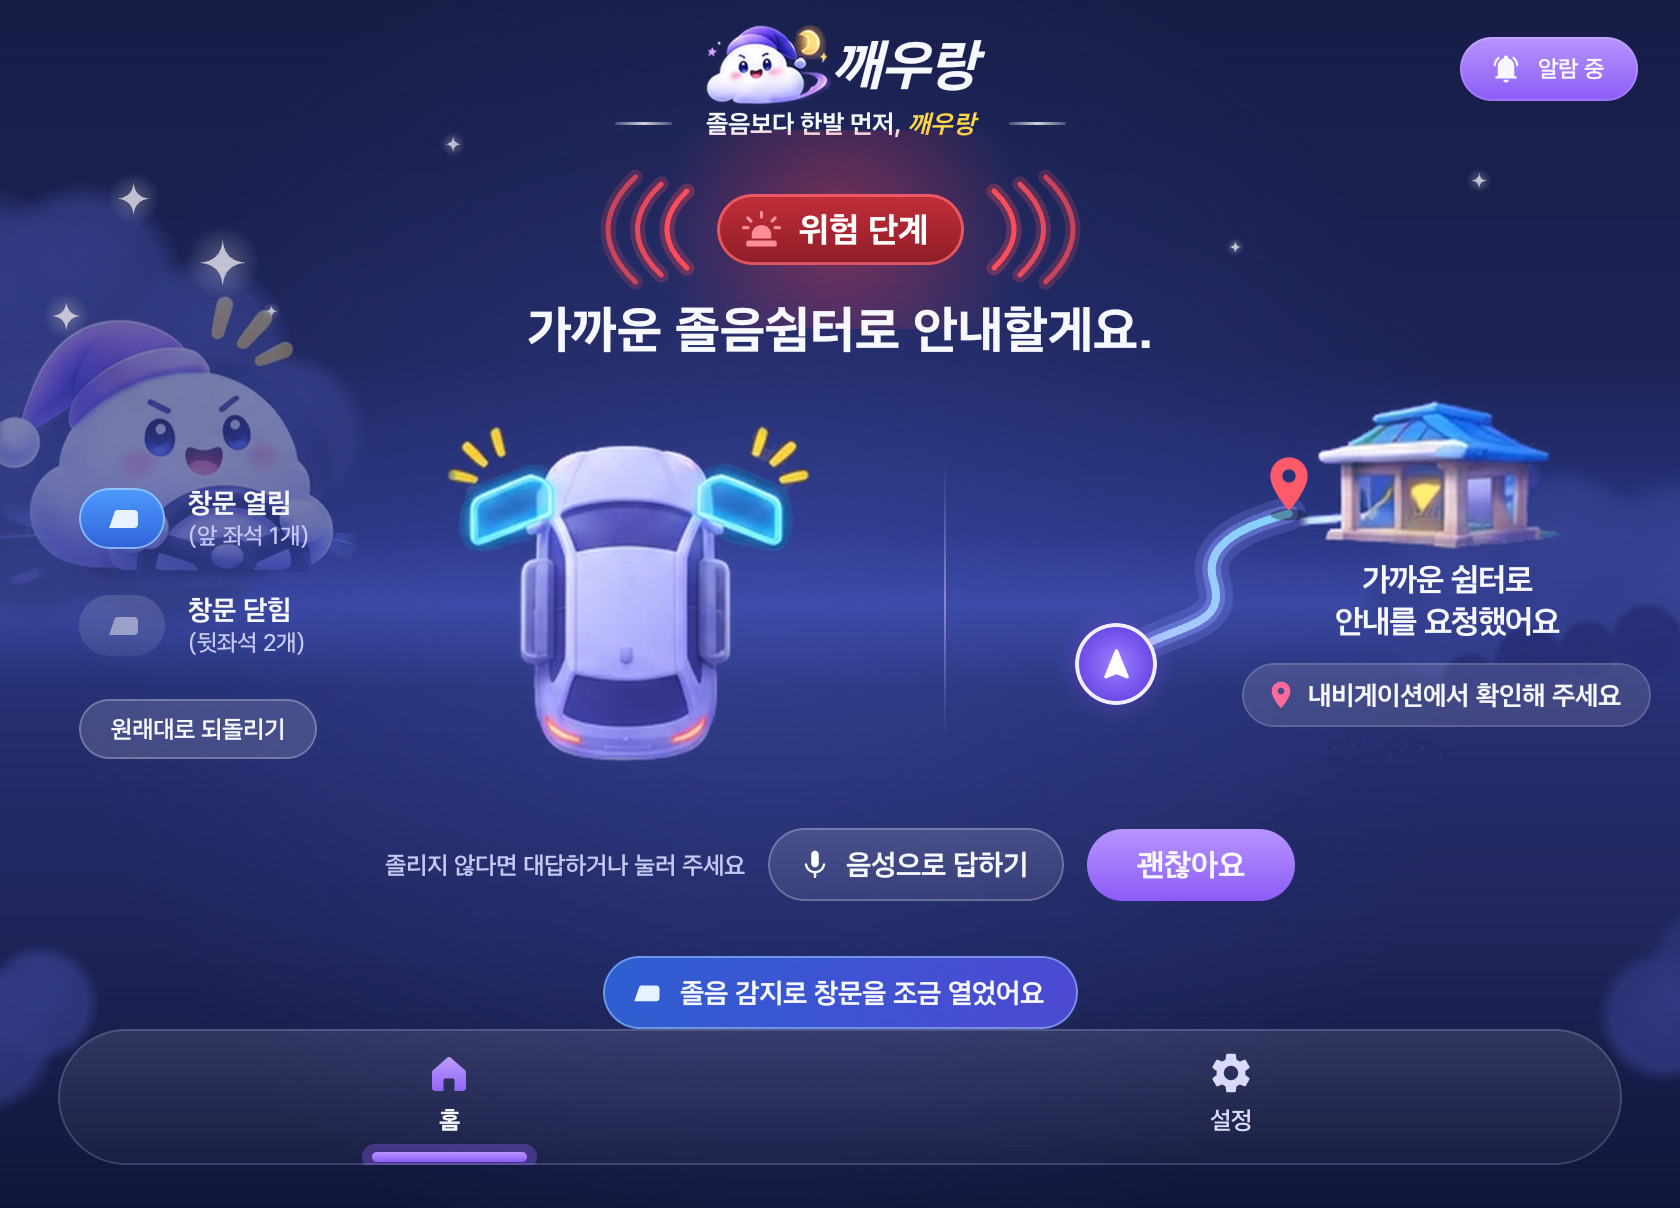 깨우랑
알람 중
졸음보다 한발 먼저, 깨우랑
위험 단계
가까운 졸음쉼터로 안내할게요.
창문 열림
(앞 좌석 1개)
창문 닫힘
(뒷좌석 2개)
원래대로 되돌리기
가까운 쉼터로
안내를 요청했어요
내비게이션에서 확인해 주세요
졸리지 않다면 대답하거나 눌러 주세요
음성으로 답하기
괜찮아요
졸음 감지로 창문을 조금 열었어요
홈
설정